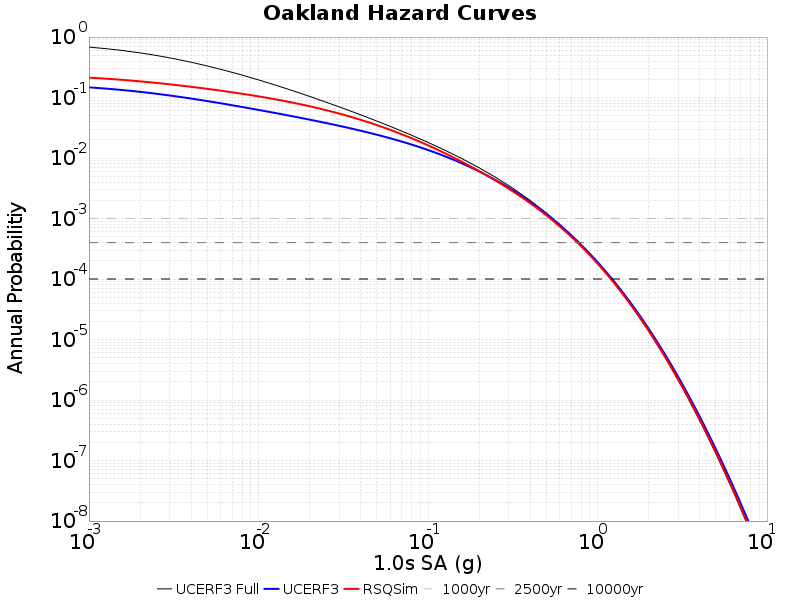 Oakland Hazard Curves
10^0
10^-1
10^-2
10^-3
10^-4
10^-5
10^-6
10^-7
10^-8
Annual Probabilitiy
10^-3 10^-2 10^-1 10^0 10^1
1.0s SA (g)
UCERF3 Full UCERF3 RSQSim 1000yr 2500yr 10000yr